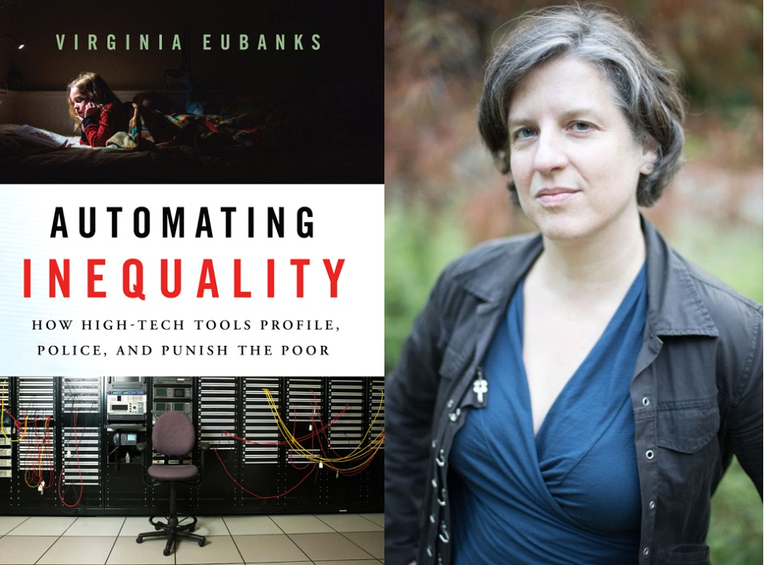 VIRGINIA EUBANKS
AUTOMATING
INEQUALITY
HOW HIGH-TECH TOOLS PROFILE,
POLICE, AND PUNISH THE POOR